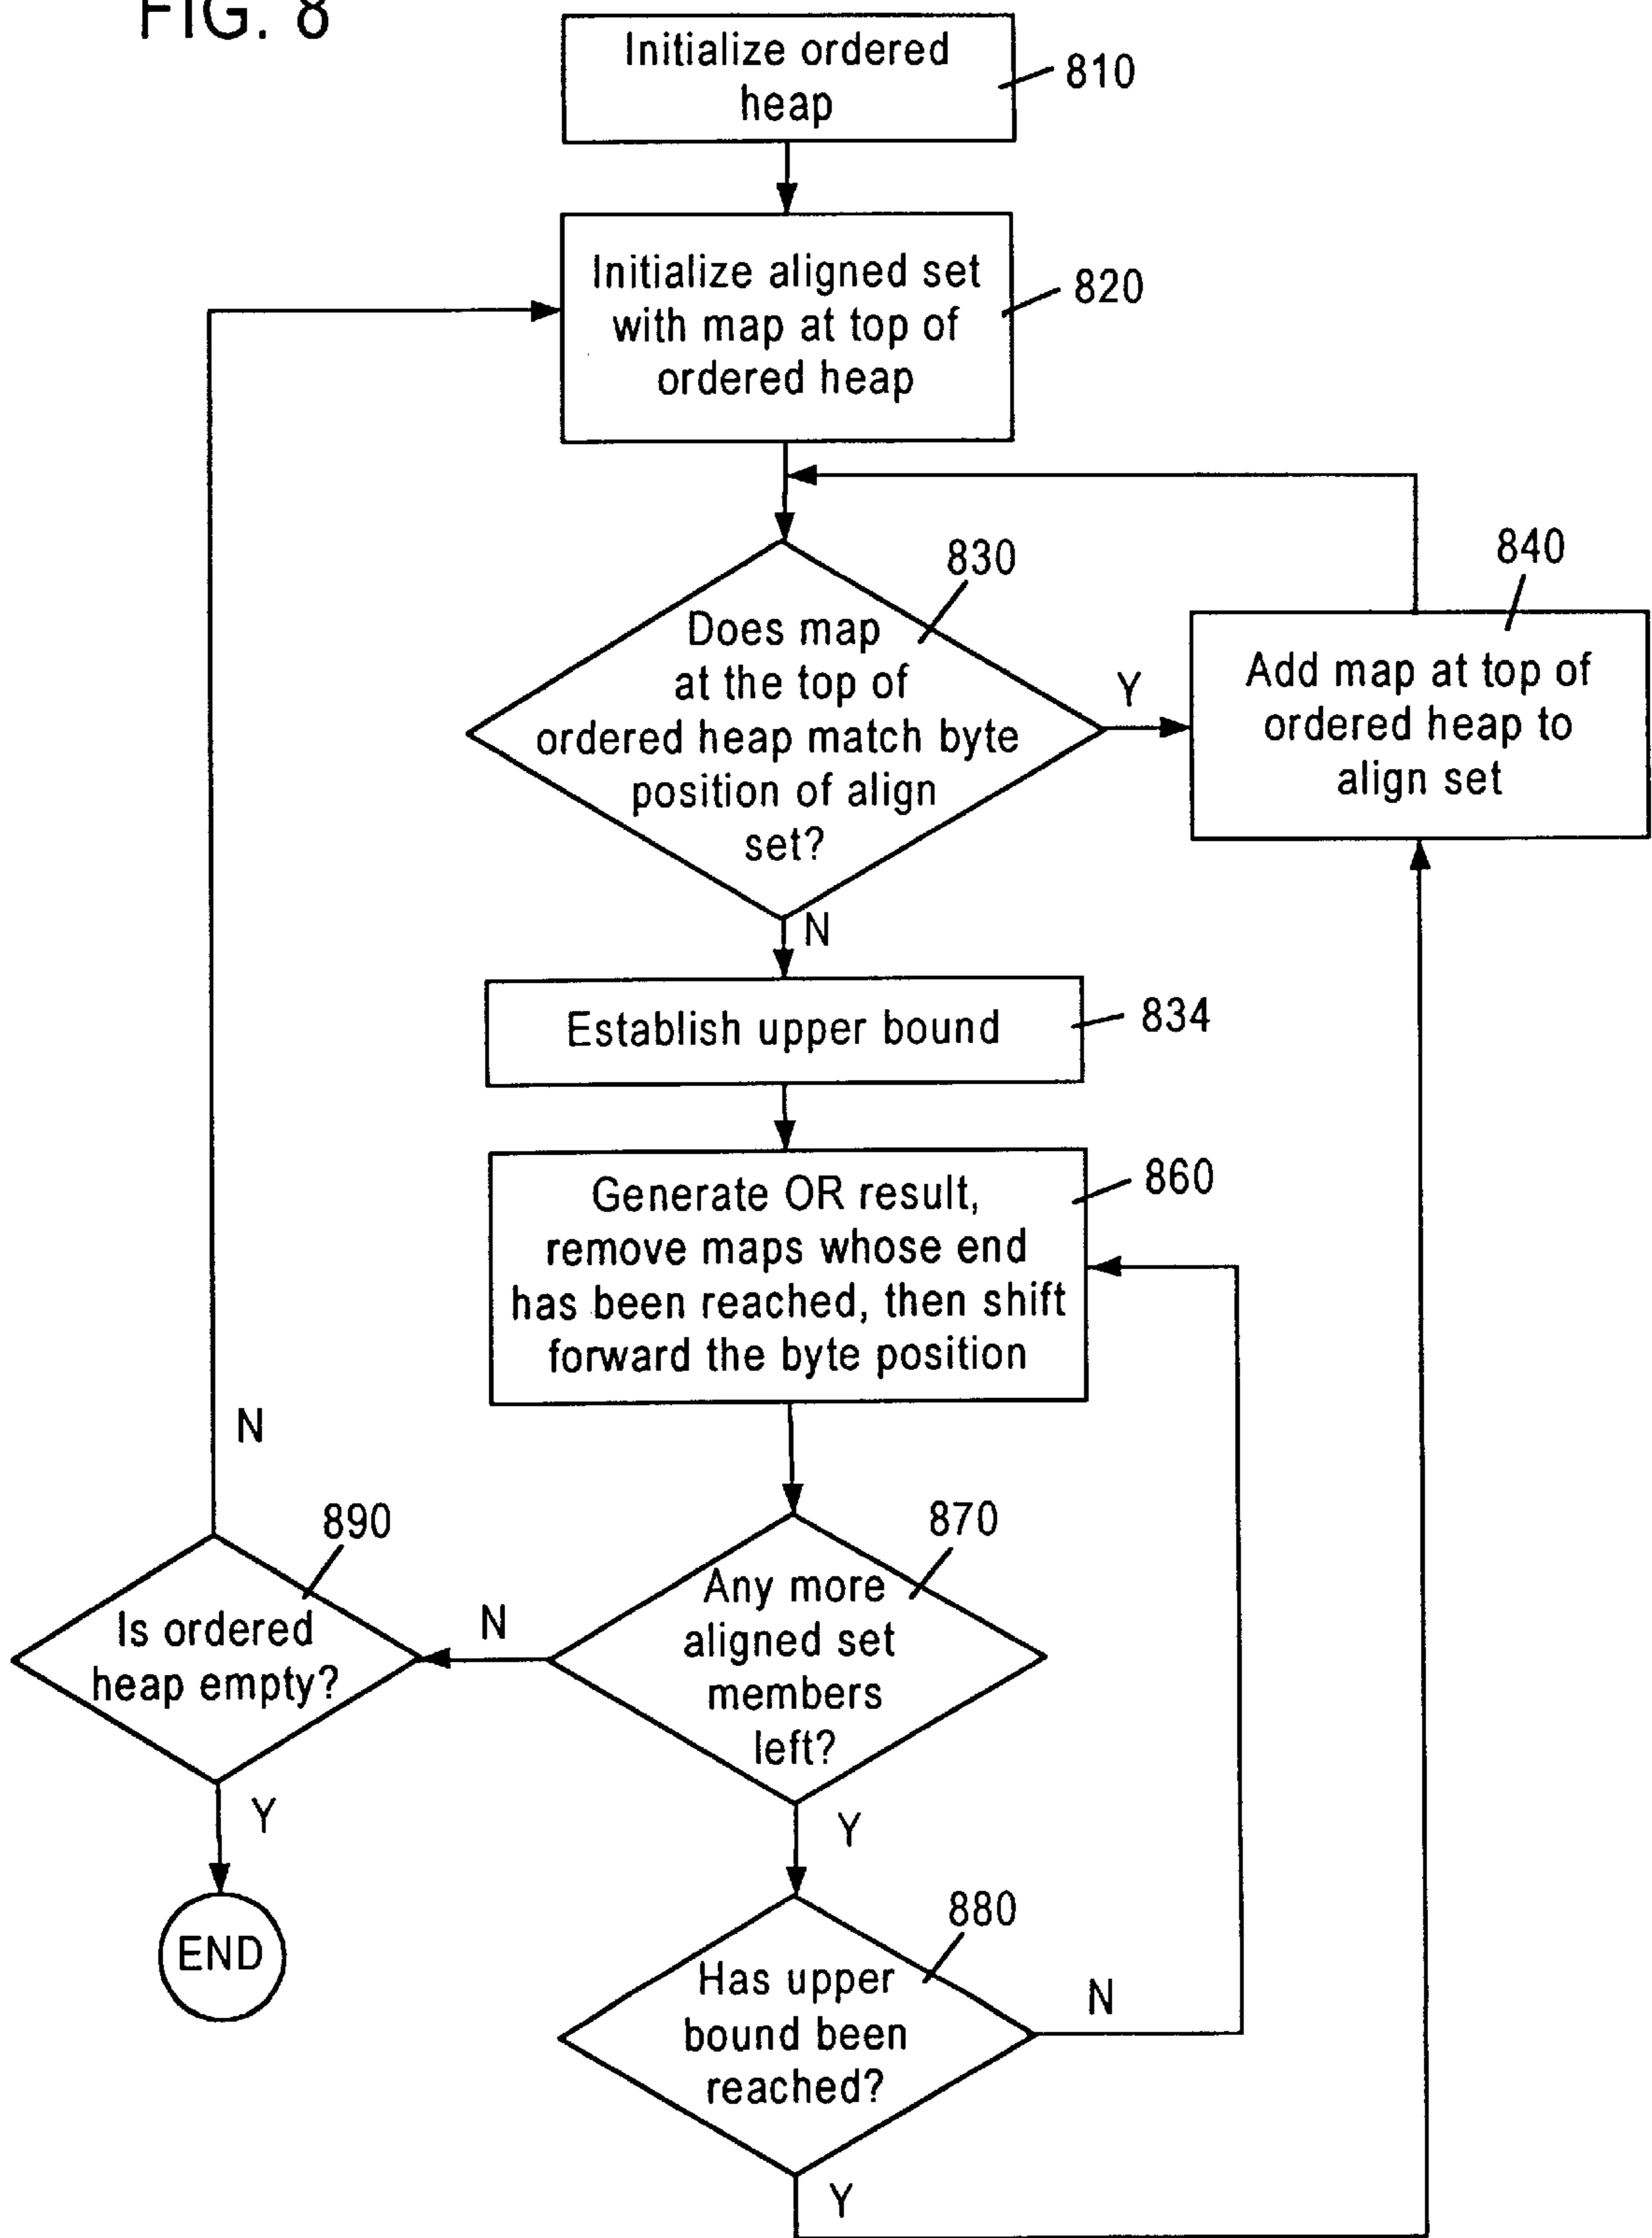 FIG. 8
Initialize ordered
heap
810
Initialize aligned set
with map at top of
ordered heap
820
830
Does map
at the top of
ordered heap match byte
position of align
set?
Y
840
Add map at top of
ordered heap to
align set
N
Establish upper bound
834
Generate OR result,
remove maps whose end
has been reached, then shift
forward the byte position
860
N
890
Is ordered
heap empty?
N
870
Any more
aligned set
members
left?
Y
Y
END
880
Has upper
bound been
reached?
N
Y